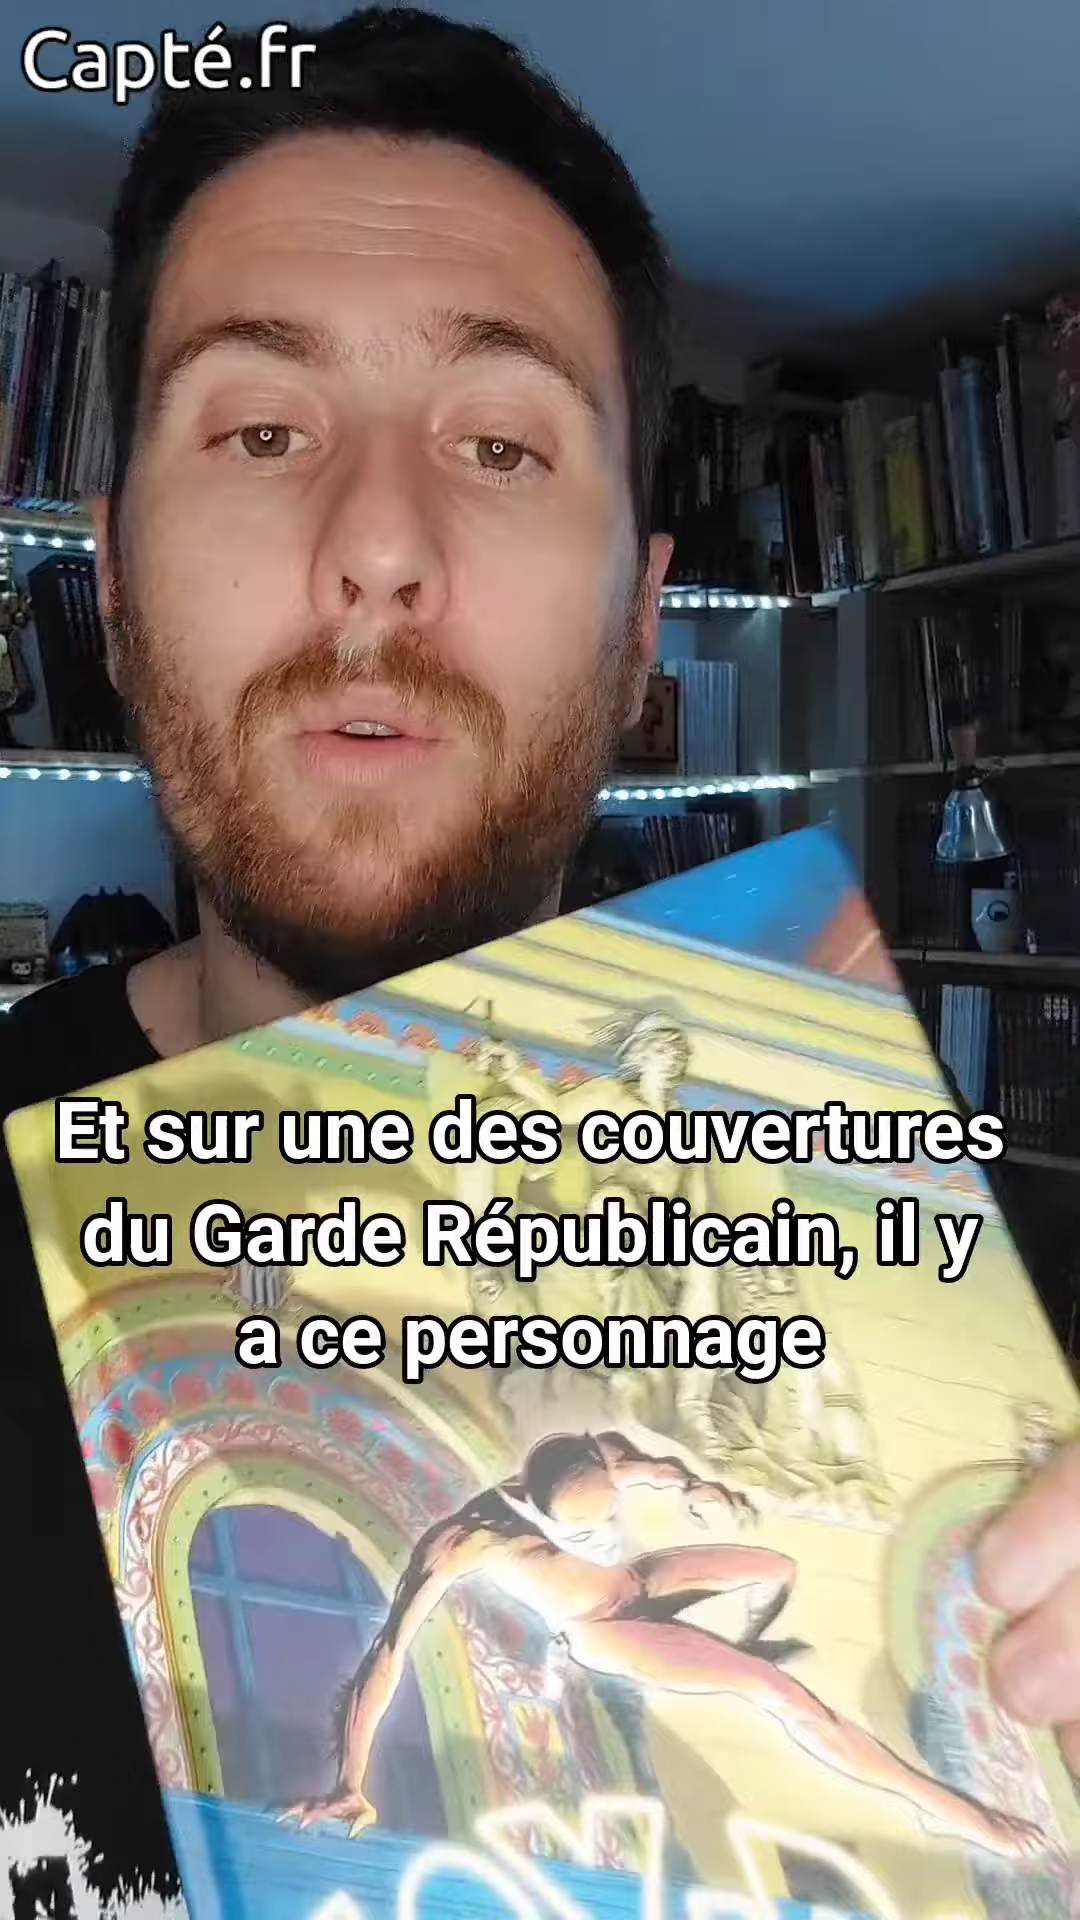 Capté.fr
Et sur une des couvertures
du Garde Républicain, il y
a ce personnage